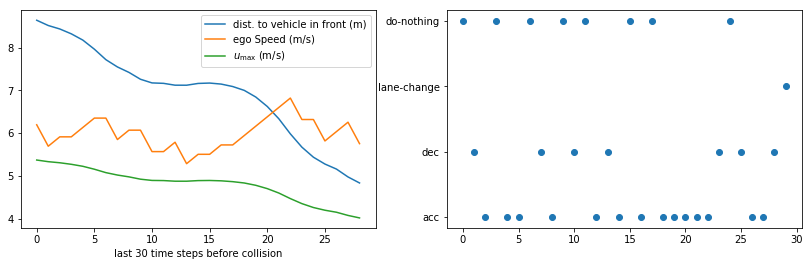 dist. to vehicle in front (m)
ego Speed (m/s)
u_max (m/s)
8
7
6
5
4
0 5 10 15 20 25
last 30 time steps before collision
do-nothing
lane-change
dec
acc
0 5 10 15 20 25 30